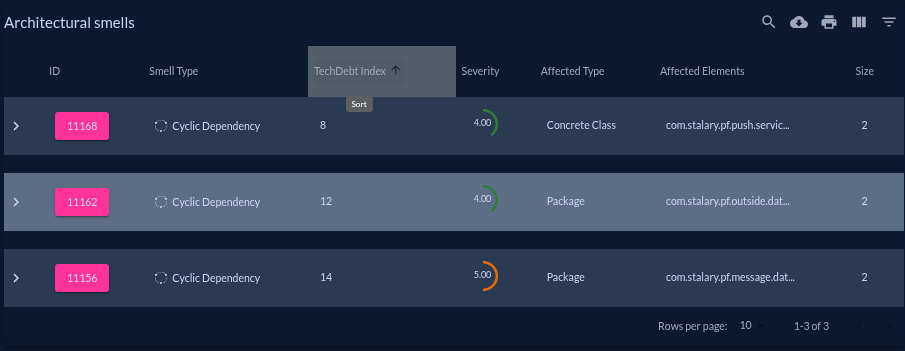 Architectural smells
ID Smell Type TechDebt Index Severity Affected Type Affected Elements Size
Sort
11168 Cyclic Dependency 8 4.00 Concrete Class com.stalary.pf.push.servic... 2
11162 Cyclic Dependency 12 4.00 Package com.stalary.pf.outside.dat... 2
11156 Cyclic Dependency 14 5.00 Package com.stalary.pf.message.dat... 2
Rows per page: 10 1-3 of 3